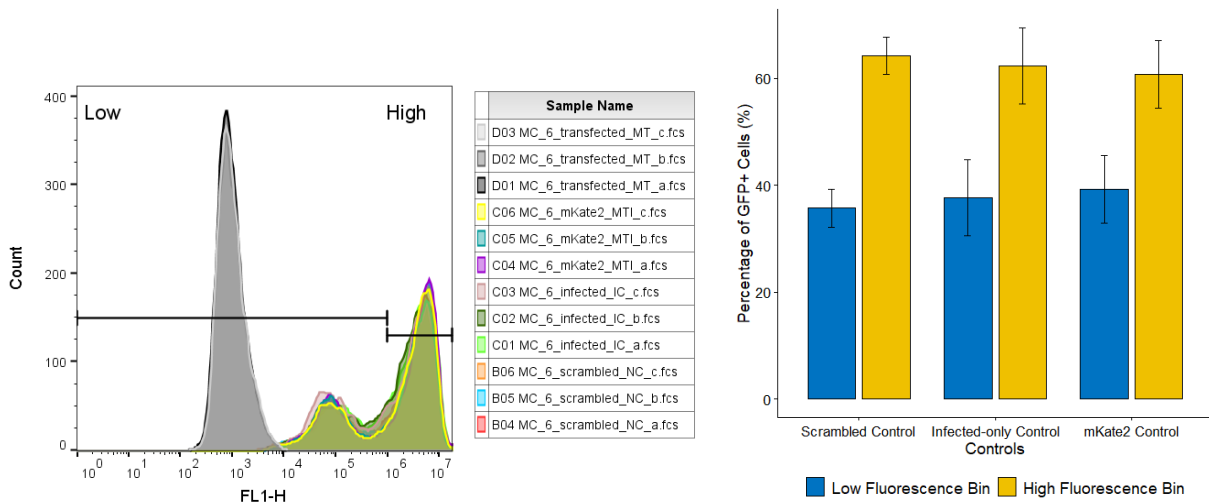 Low
High
400
300
200
100
0
Count
10^0
10^1
10^2
10^3
10^4
10^5
10^6
10^7
FL1-H
Sample Name
D03 MC_6_transfected_MT_c.fcs
D02 MC_6_transfected_MT_b.fcs
D01 MC_6_transfected_MT_a.fcs
C06 MC_6_mKate2_MTI_c.fcs
C05 MC_6_mKate2_MTI_b.fcs
C04 MC_6_mKate2_MTI_a.fcs
C03 MC_6_infected_IC_c.fcs
C02 MC_6_infected_IC_b.fcs
C01 MC_6_infected_IC_a.fcs
B06 MC_6_scrambled_NC_c.fcs
B05 MC_6_scrambled_NC_b.fcs
B04 MC_6_scrambled_NC_a.fcs
Percentage of GFP+ Cells (%)
60
40
20
0
Scrambled Control
Infected-only Control
mKate2 Control
Controls
Low Fluorescence Bin
High Fluorescence Bin